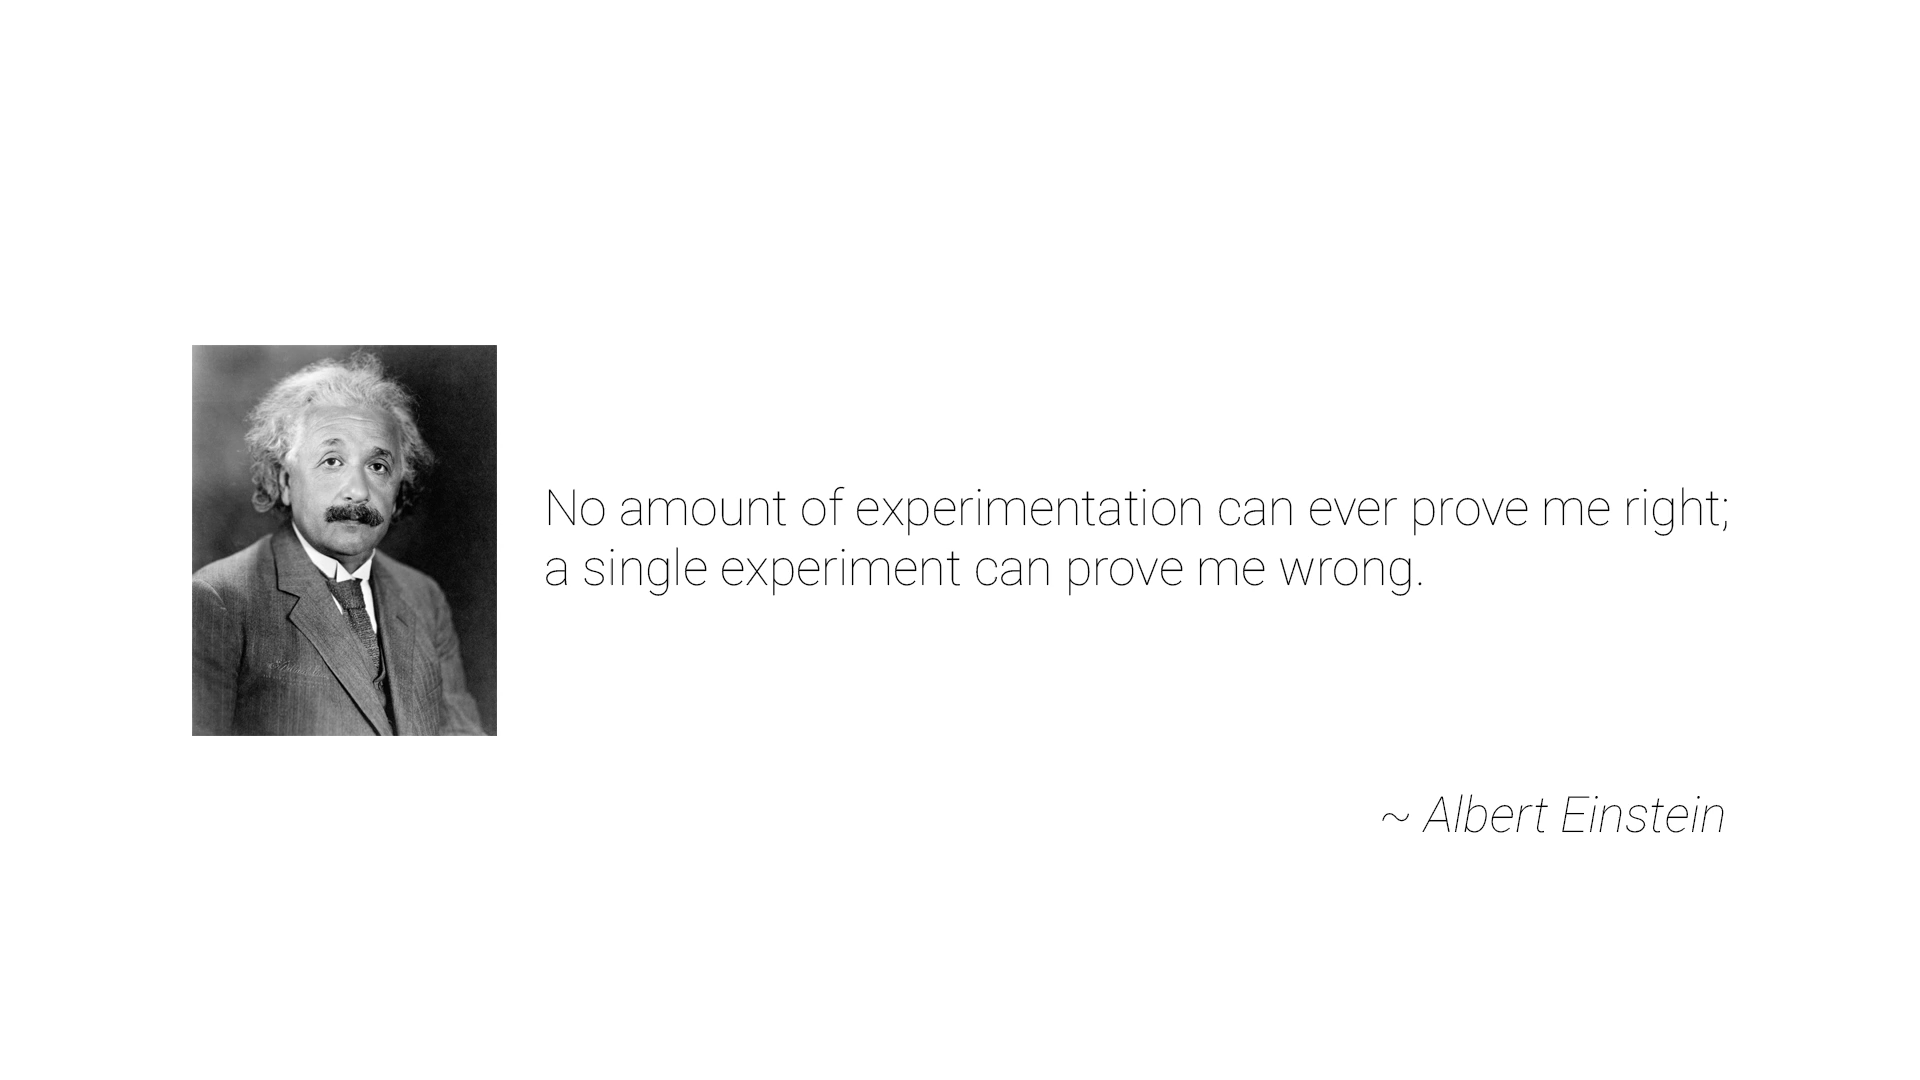 No amount of experimentation can ever prove me right;
a single experiment can prove me wrong.
~ Albert Einstein